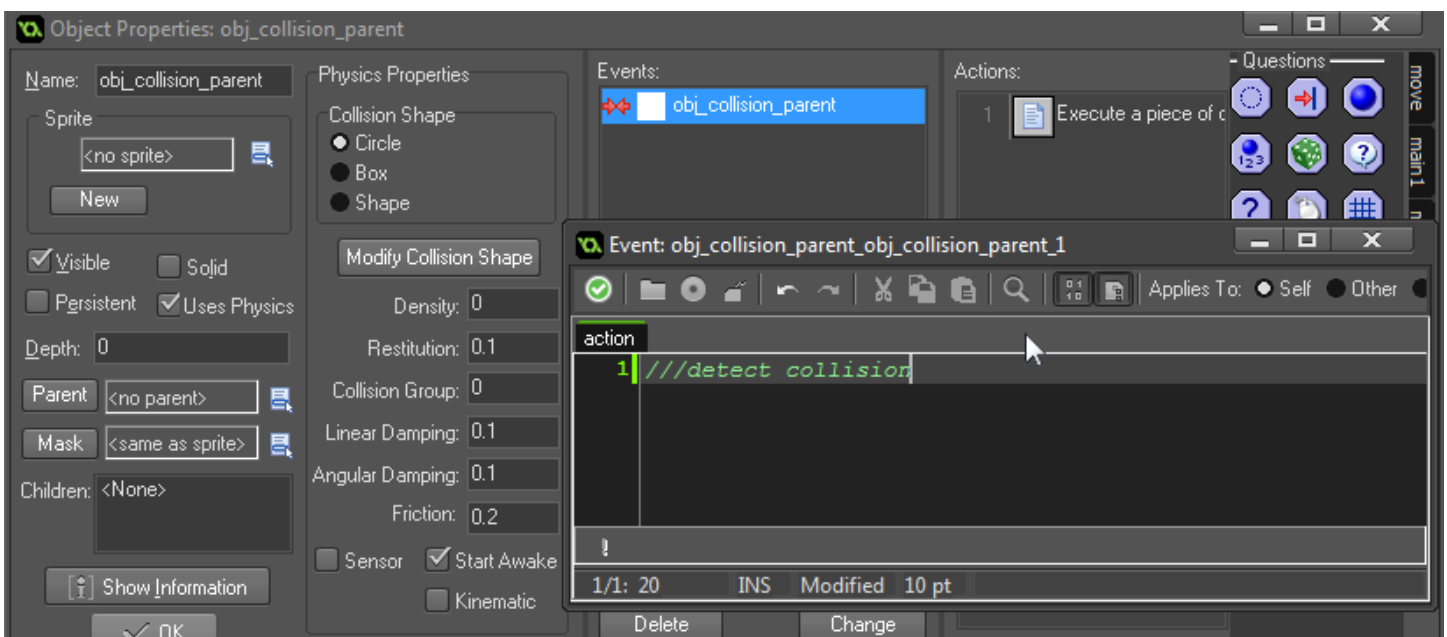 Object Properties: obj_collision_parent
Name: obj_collision_parent
Sprite
<no sprite>
New
Visible
Solid
Persistent
Uses Physics
Depth: 0
Parent <no parent>
Mask <same as sprite>
Children: <None>
Show Information
OK
Physics Properties
Collision Shape
Circle
Box
Shape
Modify Collision Shape
Density: 0
Restitution: 0.1
Collision Group: 0
Linear Damping: 0.1
Angular Damping: 0.1
Friction: 0.2
Sensor
Start Awake
Kinematic
Events:
obj_collision_parent
Delete
Change
Actions:
1 Execute a piece of c
Questions
move
main1
Event: obj_collision_parent_obj_collision_parent_1
Applies To: Self Other
action
1 ///detect collision
1/1: 20 INS Modified 10 pt